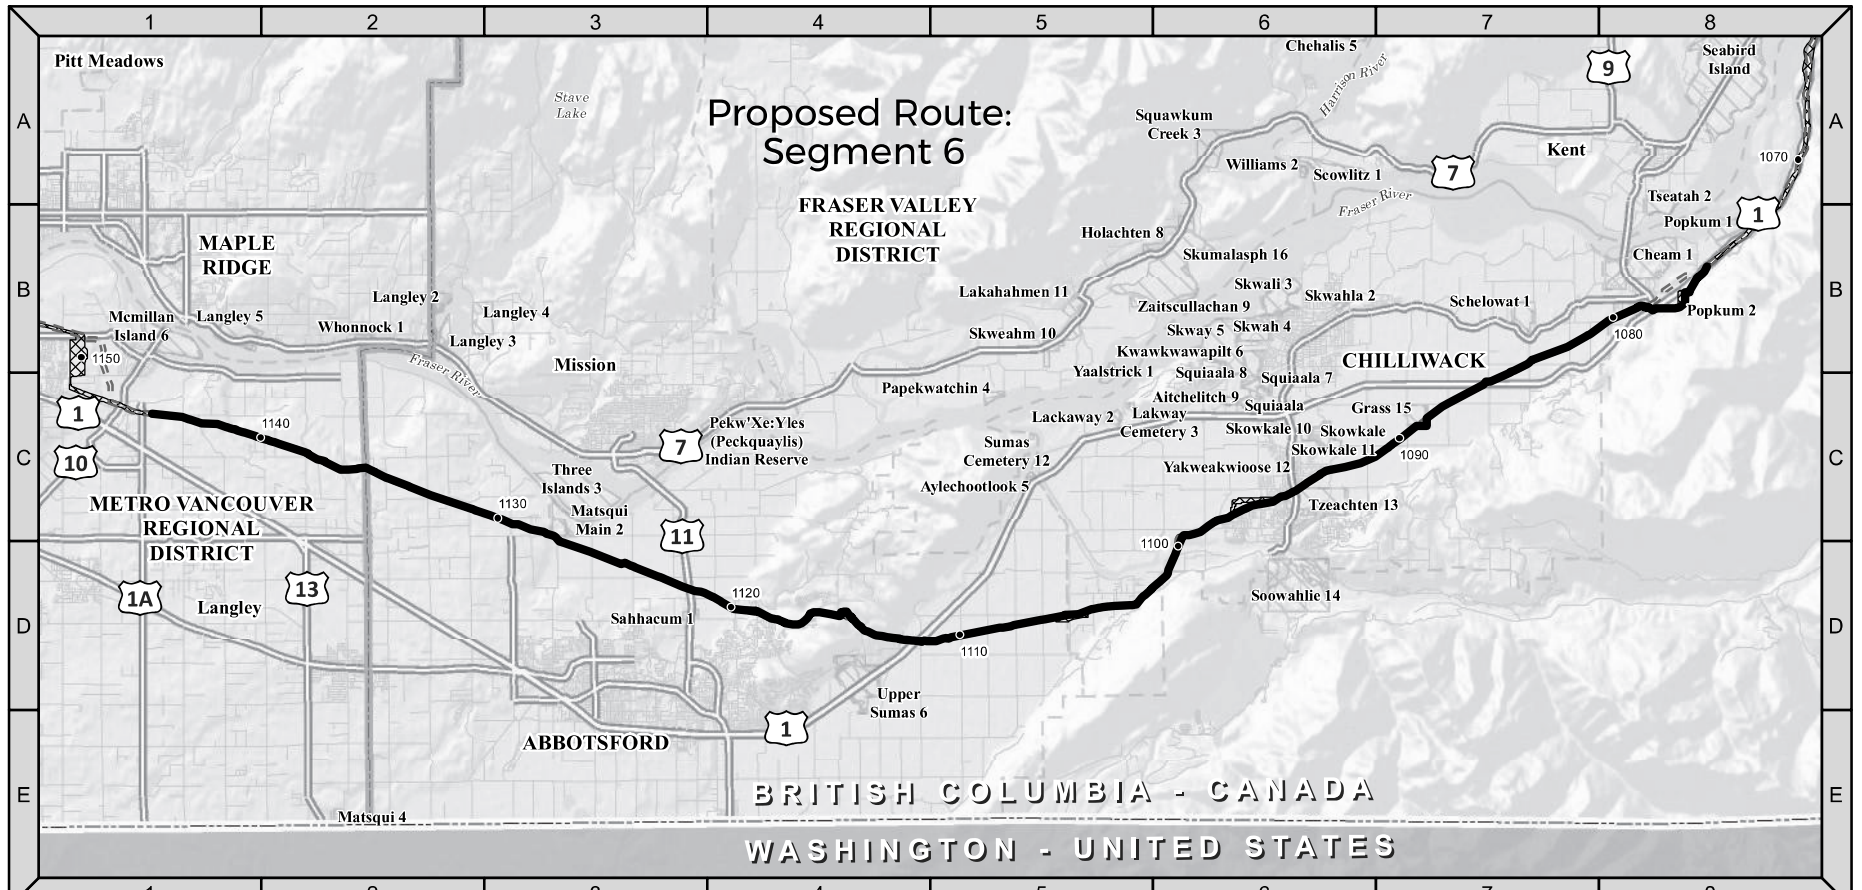 1 2 3 4 5 6 7 8
Chehalis 5
Pitt Meadows
Seabird
Island
9
Harrison River
Stave
Lake
Proposed Route:
Segment 6
Squawkum
Creek 3
A
A
Kent
1070
Williams 2
Scowlitz 1
7
Fraser River
Tseatah 2
FRASER VALLEY
REGIONAL
DISTRICT
Popkum 1
1
Holachten 8
MAPLE
RIDGE
Skumalasph 16
Cheam 1
B
B
Langley 2
Lakahahmen 11
Skwali 3
Skwahla 2
Schelowat 1
Zaitscullachan 9
Popkum 2
Mcmillan
Island 6
Langley 5
Langley 4
Whonnock 1
Skweahm 10
Skway 5
Skwah 4
1080
Langley 3
Kwawkwawapilt 6
CHILLIWACK
1150
Fraser River
Mission
Yaalstrick 1
Squiaala 8
Squiaala 7
Papekwatchin 4
Aitchelitch 9
Squiaala
Grass 15
1
Lackaway 2
Lakway
Cemetery 3
1140
Pekw'Xe:Yles
(Peckquaylis)
Indian Reserve
7
Skowkale 10
Skowkale
Skowkale 11
1090
Sumas
Cemetery 12
C
C
10
Yakweakwioose 12
Three
Islands 3
Aylechootlook 5
1130
METRO VANCOUVER
REGIONAL
DISTRICT
Matsqui
Main 2
Tzeachten 13
11
1100
13
1A
Langley
1120
Soowahlie 14
Sahhacum 1
D
D
1110
Upper
Sumas 6
1
ABBOTSFORD
E
E
BRITISH COLUMBIA - CANADA
Matsqui 4
WASHINGTON - UNITED STATES